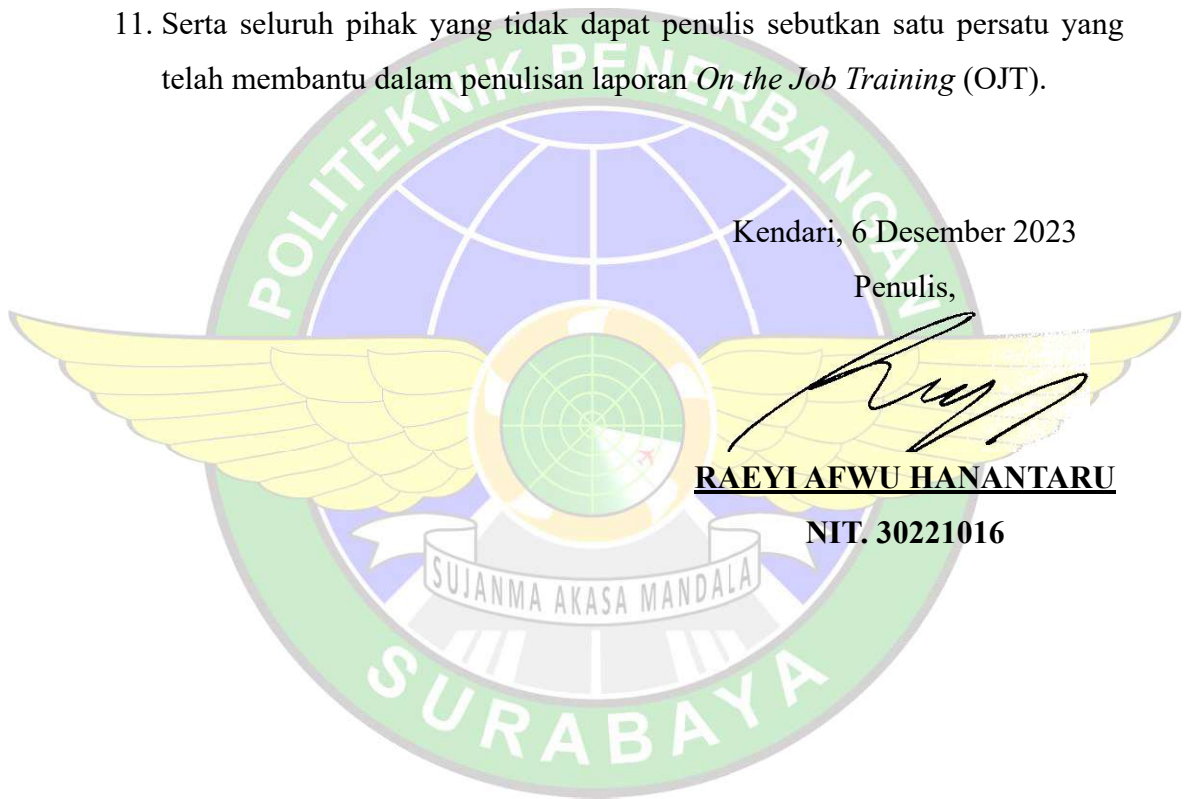 11. Serta seluruh pihak yang tidak dapat penulis sebutkan satu persatu yang
telah membantu dalam penulisan laporan On the Job Training (OJT).
POLITEKNIK PENERBANGAN
Kendari, 6 Desember 2023
Penulis,
RAEYI AFWU HANANTARU
NIT. 30221016
SUJANMA AKASA MANDALA
SURABAYA